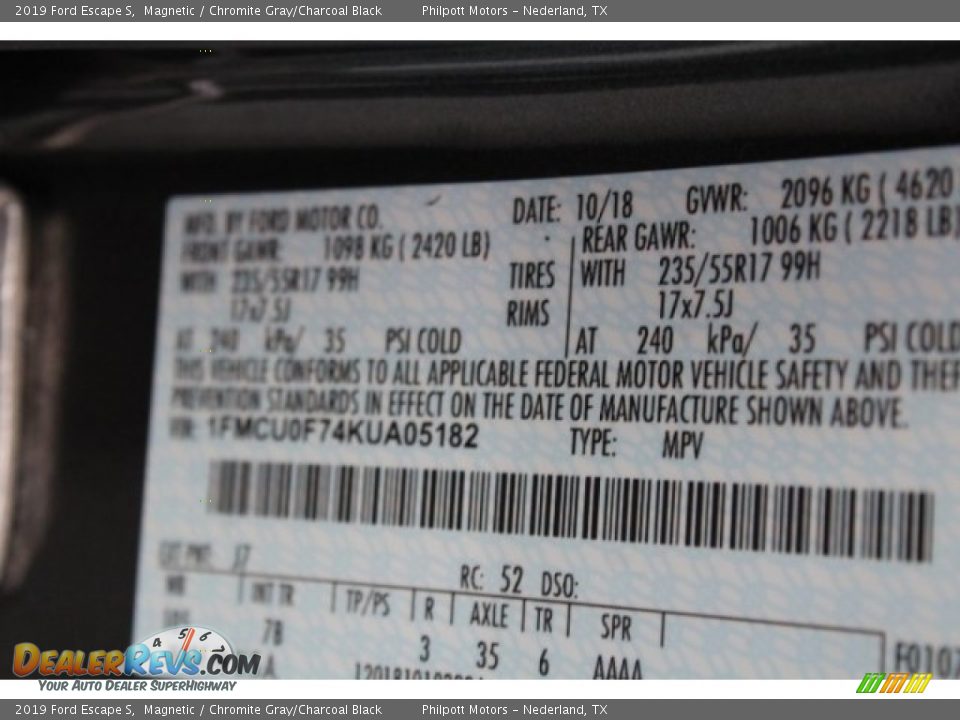 2019 Ford Escape S, Magnetic / Chromite Gray/Charcoal Black Philpott Motors – Nederland, TX
MFD. BY FORD MOTOR CO. DATE: 10/18 GVWR: 2096 KG ( 4620
FRONT GAWR: 1098 KG ( 2420 LB) REAR GAWR: 1006 KG ( 2218 LB)
WITH 235/55R17 99H TIRES WITH 235/55R17 99H
17x7.5J RIMS 17x7.5J
AT 240 kPa/ 35 PSI COLD AT 240 kPa/ 35 PSI COLD
THIS VEHICLE CONFORMS TO ALL APPLICABLE FEDERAL MOTOR VEHICLE SAFETY AND THEF
PREVENTION STANDARDS IN EFFECT ON THE DATE OF MANUFACTURE SHOWN ABOVE.
VIN: 1FMCU0F74KUA05182 TYPE: MPV
EXT PNT: J7 RC: 52 DSO:
WB INT TR TP/PS R AXLE TR SPR
7B 3 35 6 AAAA F0107
DEALERREVS.COM
YOUR AUTO DEALER SUPERHIGHWAY
2019 Ford Escape S, Magnetic / Chromite Gray/Charcoal Black Philpott Motors – Nederland, TX